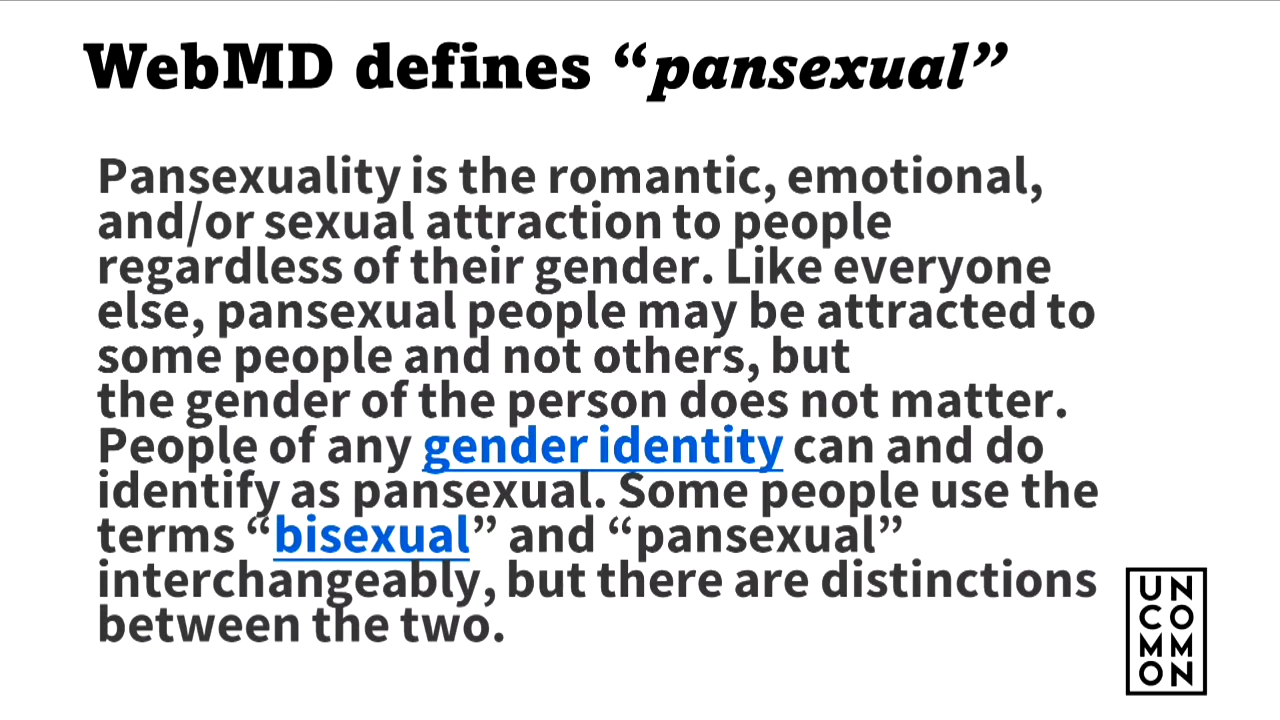 WebMD defines “pansexual”
Pansexuality is the romantic, emotional,
and/or sexual attraction to people
regardless of their gender. Like everyone
else, pansexual people may be attracted to
some people and not others, but
the gender of the person does not matter.
People of any gender identity can and do
identify as pansexual. Some people use the
terms “bisexual” and “pansexual”
interchangeably, but there are distinctions
between the two.
UN
CO
MM
ON